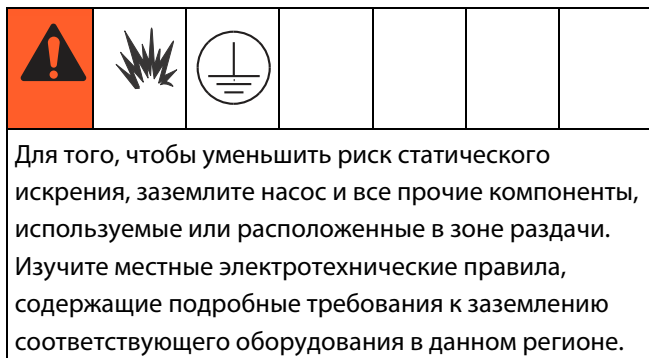 Для того, чтобы уменьшить риск статического
искрения, заземлите насос и все прочие компоненты,
используемые или расположенные в зоне раздачи.
Изучите местные электротехнические правила,
содержащие подробные требования к заземлению
соответствующего оборудования в данном регионе.